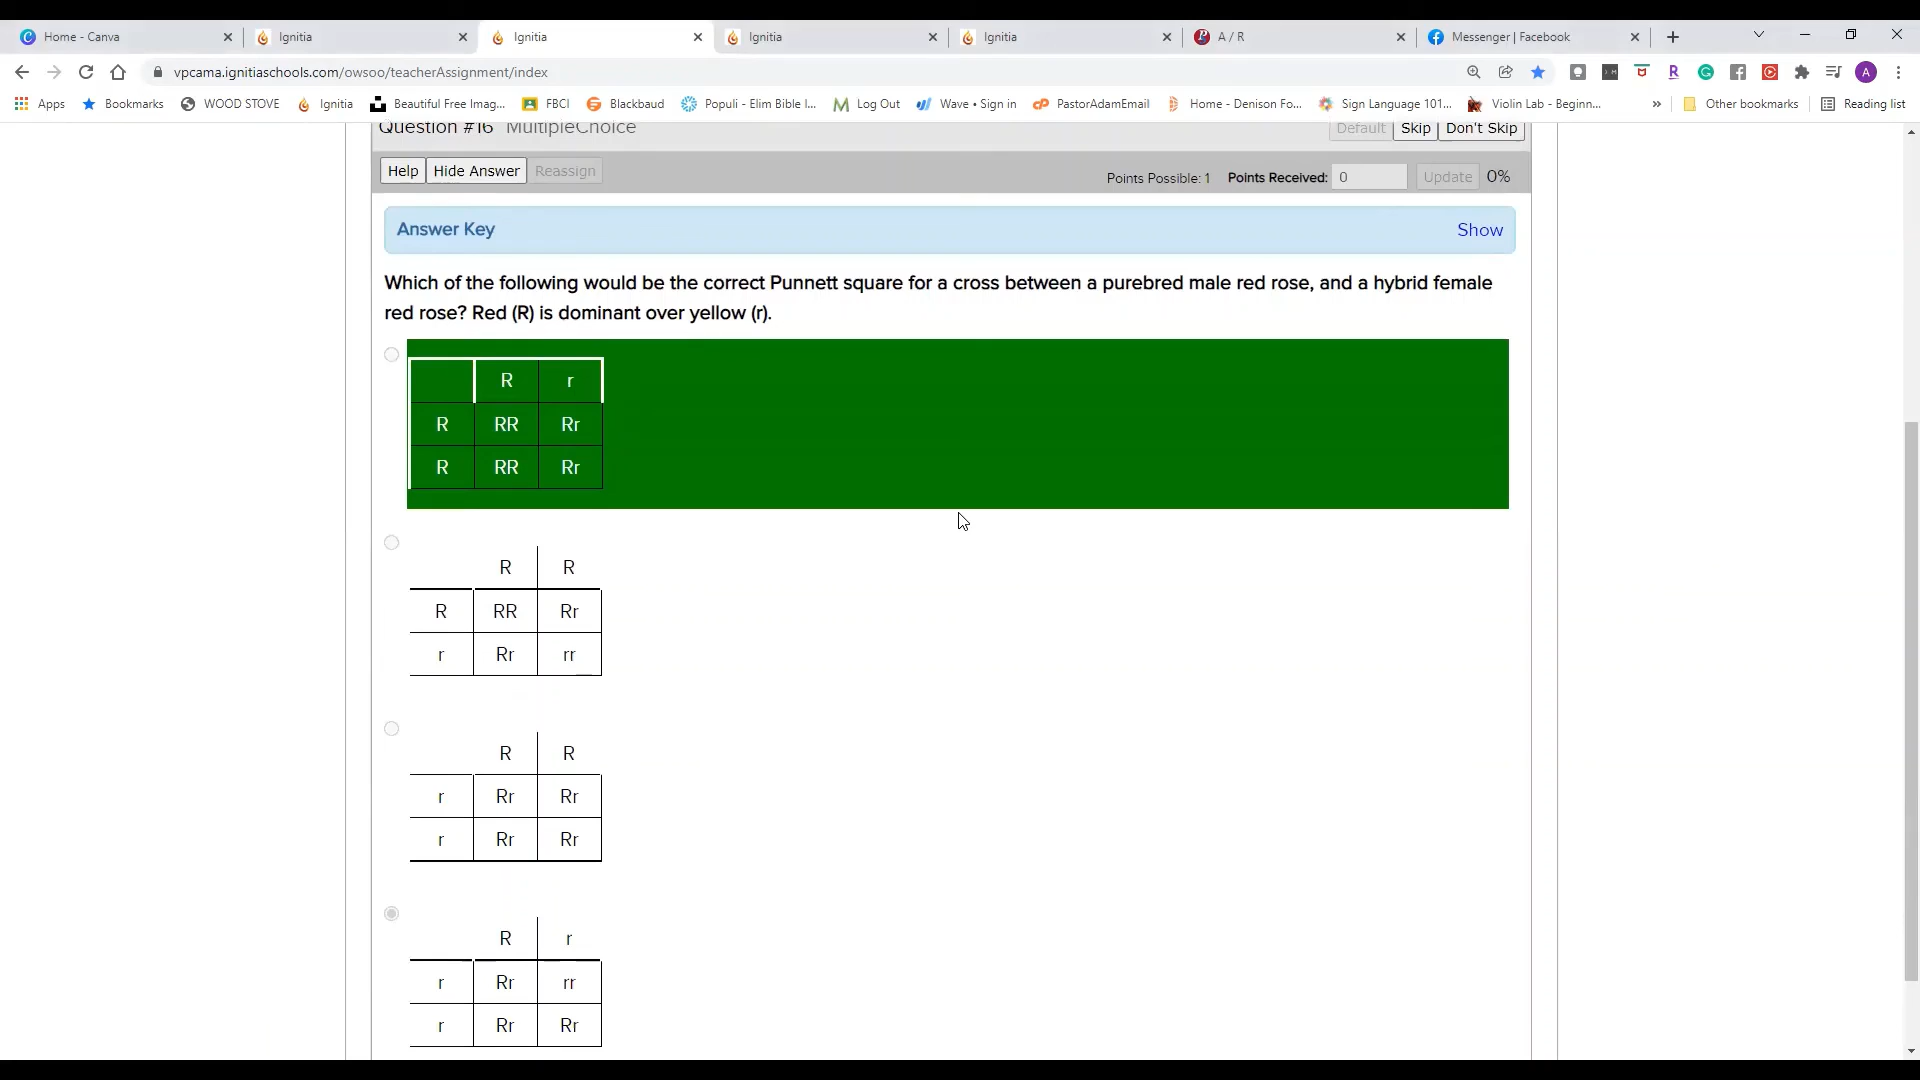 Home - Canva
Ignitia
Ignitia
Ignitia
Ignitia
A / R
Messenger | Facebook
vpcama.ignitiaschools.com/owsoo/teacherAssignment/index
A
Apps
Bookmarks
WOOD STOVE
Ignitia
Beautiful Free Imag...
FBCI
Blackbaud
Populi - Elim Bible I...
Log Out
Wave • Sign in
PastorAdamEmail
Home - Denison Fo...
Sign Language 101...
Violin Lab - Beginn...
»
Other bookmarks
Reading list
Question #16 MultipleChoice
Default Skip Don't Skip
Help Hide Answer Reassign
Points Possible: 1 Points Received: 0 Update 0%
Answer Key Show
Which of the following would be the correct Punnett square for a cross between a purebred male red rose, and a hybrid female
red rose? Red (R) is dominant over yellow (r).
R r
R RR Rr
R RR Rr
R R
R RR Rr
r Rr rr
R R
r Rr Rr
r Rr Rr
R r
r Rr rr
r Rr Rr